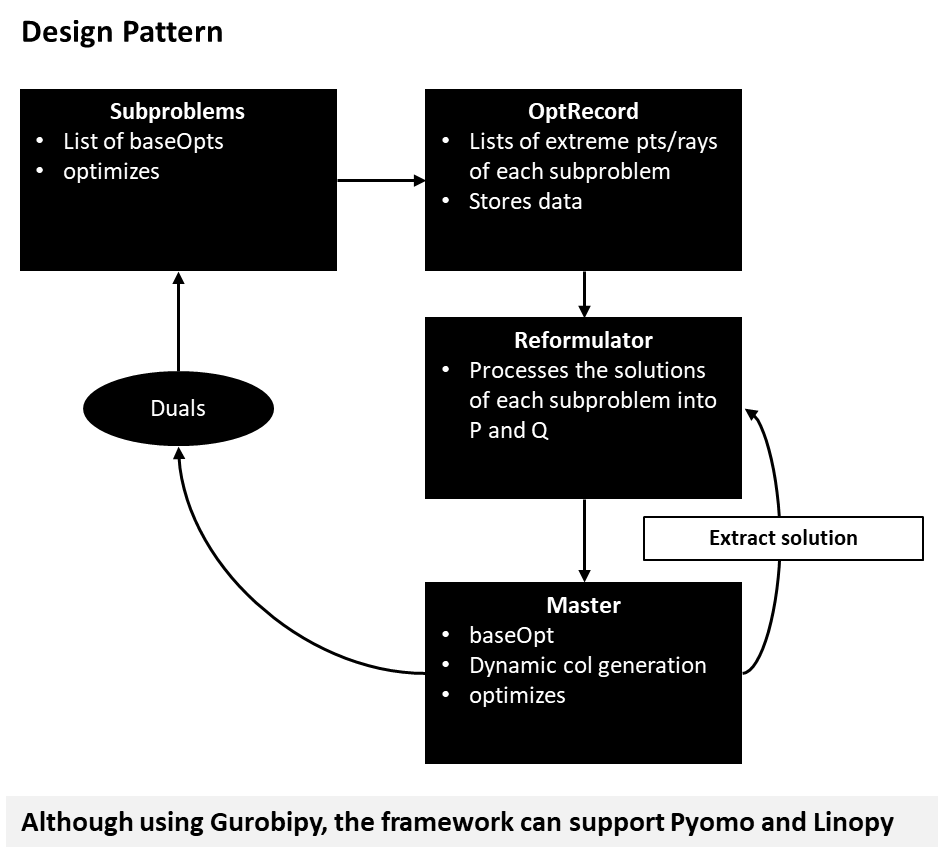 Design Pattern
Subproblems
• List of baseOpts
• optimizes
OptRecord
• Lists of extreme pts/rays
of each subproblem
• Stores data
Reformulator
• Processes the solutions
of each subproblem into
P and Q
Duals
Extract solution
Master
• baseOpt
• Dynamic col generation
• optimizes
Although using Gurobipy, the framework can support Pyomo and Linopy